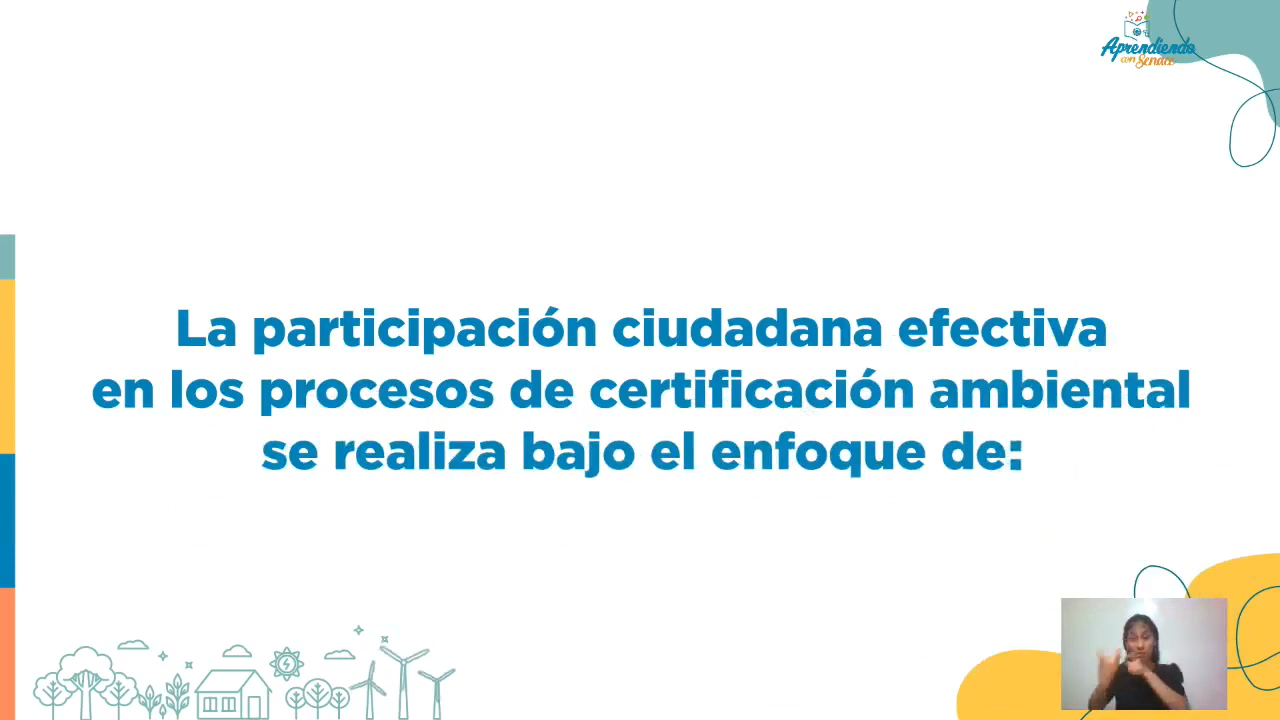 Aprendiendo
con Senace
La participación ciudadana efectiva
en los procesos de certificación ambiental
se realiza bajo el enfoque de: